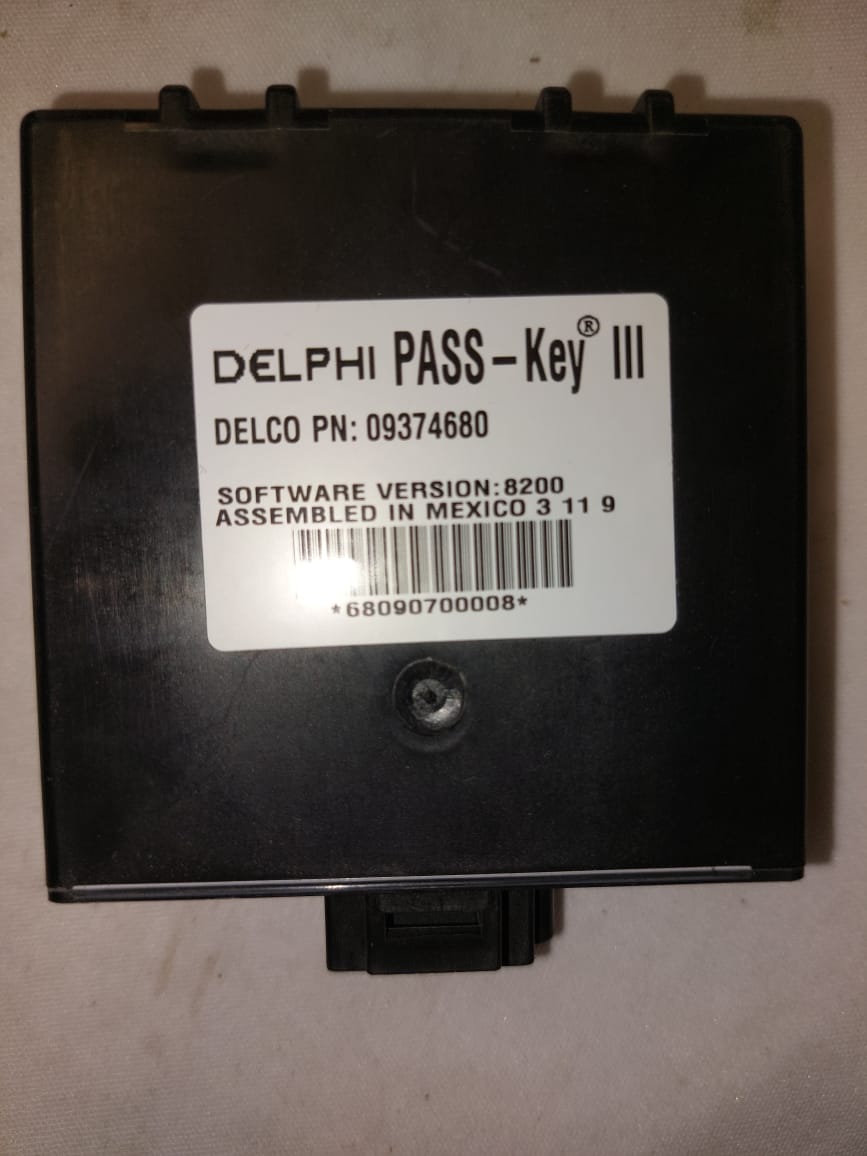 DELPHI PASS-Key® III
DELCO PN: 09374680
SOFTWARE VERSION:8200
ASSEMBLED IN MEXICO 3 11 9
*68090700008*